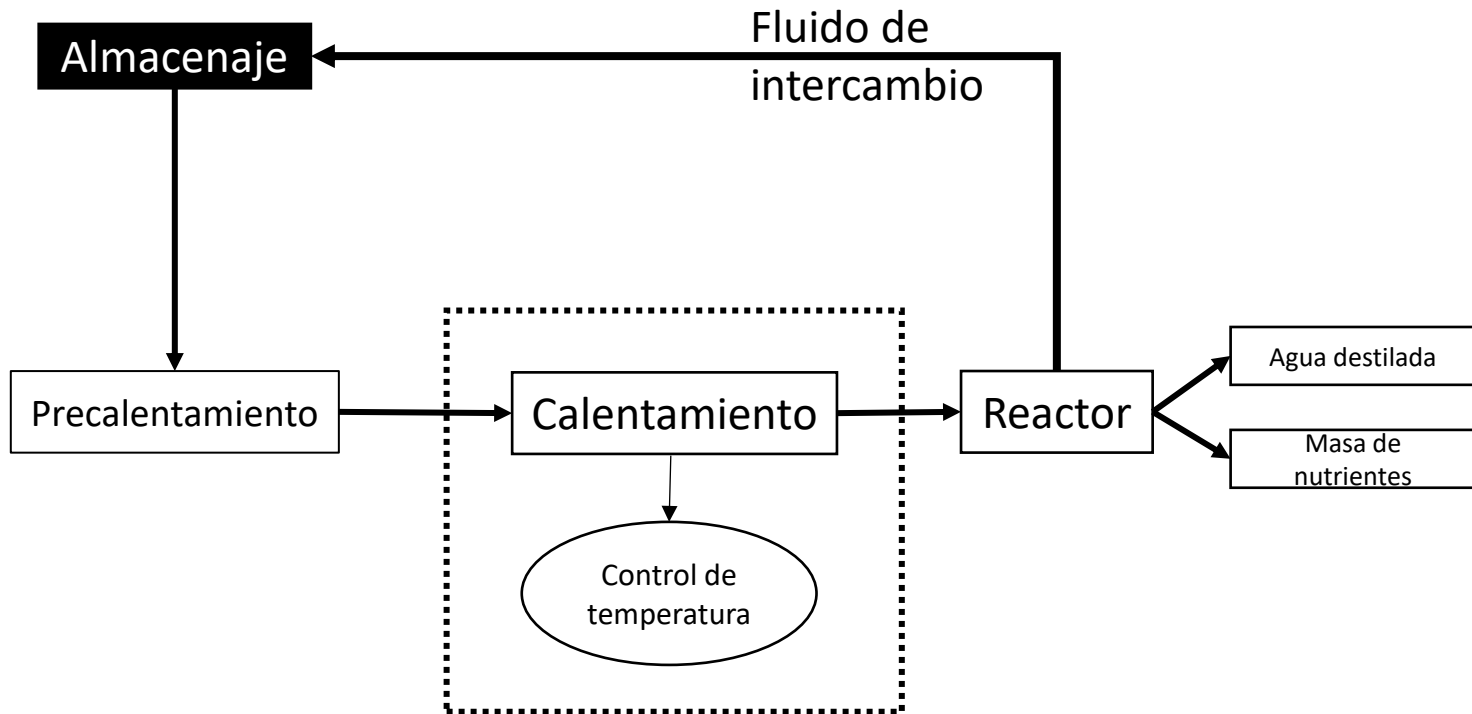 Fluido de
intercambio
Almacenaje
Precalentamiento
Calentamiento
Reactor
Agua destilada
Masa de
nutrientes
Control de
temperatura